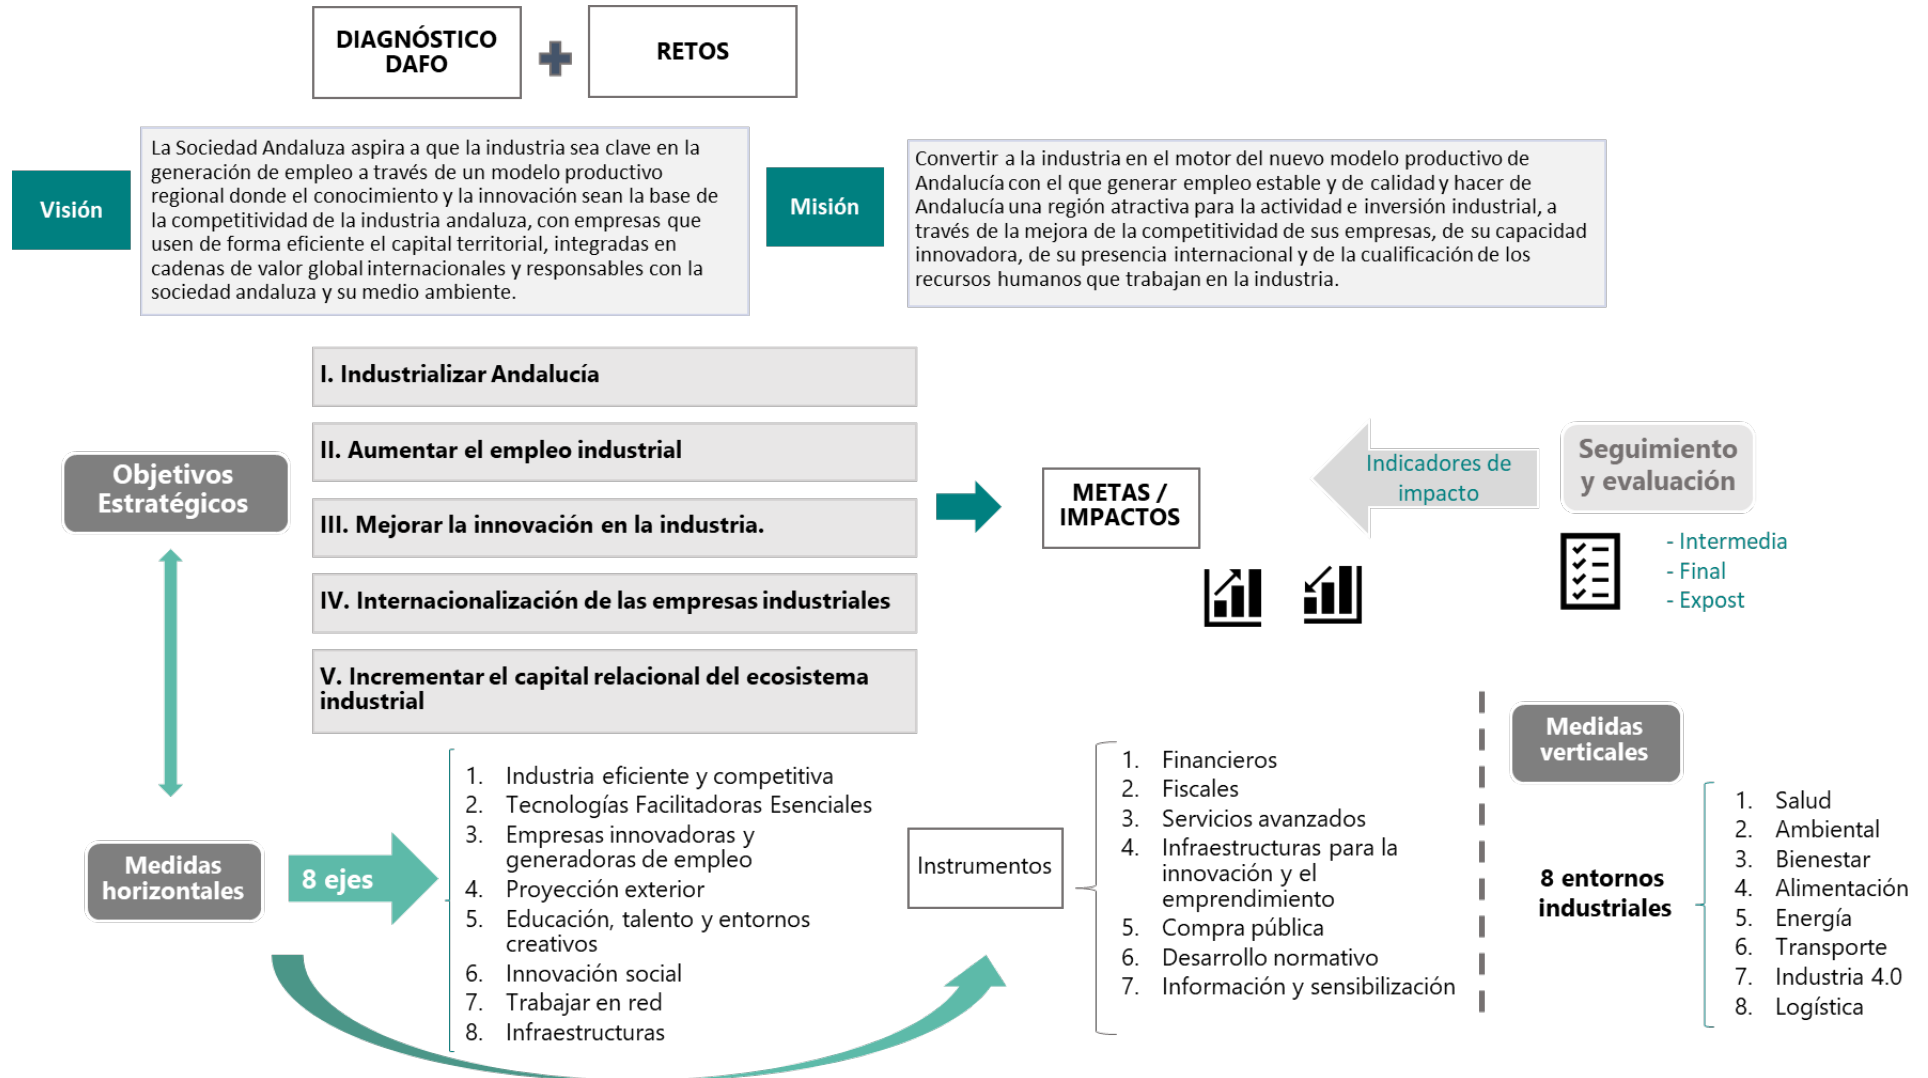 DIAGNÓSTICO
DAFO
RETOS
Visión
La Sociedad Andaluza aspira a que la industria sea clave en la
generación de empleo a través de un modelo productivo
regional donde el conocimiento y la innovación sean la base de
la competitividad de la industria andaluza, con empresas que
usen de forma eficiente el capital territorial, integradas en
cadenas de valor global internacionales y responsables con la
sociedad andaluza y su medio ambiente.
Misión
Convertir a la industria en el motor del nuevo modelo productivo de
Andalucía con el que generar empleo estable y de calidad y hacer de
Andalucía una región atractiva para la actividad e inversión industrial, a
través de la mejora de la competitividad de sus empresas, de su capacidad
innovadora, de su presencia internacional y de la cualificación de los
recursos humanos que trabajan en la industria.
Objetivos
Estratégicos
I. Industrializar Andalucía
II. Aumentar el empleo industrial
III. Mejorar la innovación en la industria.
IV. Internacionalización de las empresas industriales
V. Incrementar el capital relacional del ecosistema
industrial
METAS /
IMPACTOS
Indicadores de
impacto
Seguimiento
y evaluación
- Intermedia
- Final
- Expost
Medidas
horizontales
8 ejes
1. Industria eficiente y competitiva
2. Tecnologías Facilitadoras Esenciales
3. Empresas innovadoras y
generadoras de empleo
4. Proyección exterior
5. Educación, talento y entornos
creativos
6. Innovación social
7. Trabajar en red
8. Infraestructuras
Instrumentos
1. Financieros
2. Fiscales
3. Servicios avanzados
4. Infraestructuras para la
innovación y el
emprendimiento
5. Compra pública
6. Desarrollo normativo
7. Información y sensibilización
Medidas
verticales
8 entornos
industriales
1. Salud
2. Ambiental
3. Bienestar
4. Alimentación
5. Energía
6. Transporte
7. Industria 4.0
8. Logística